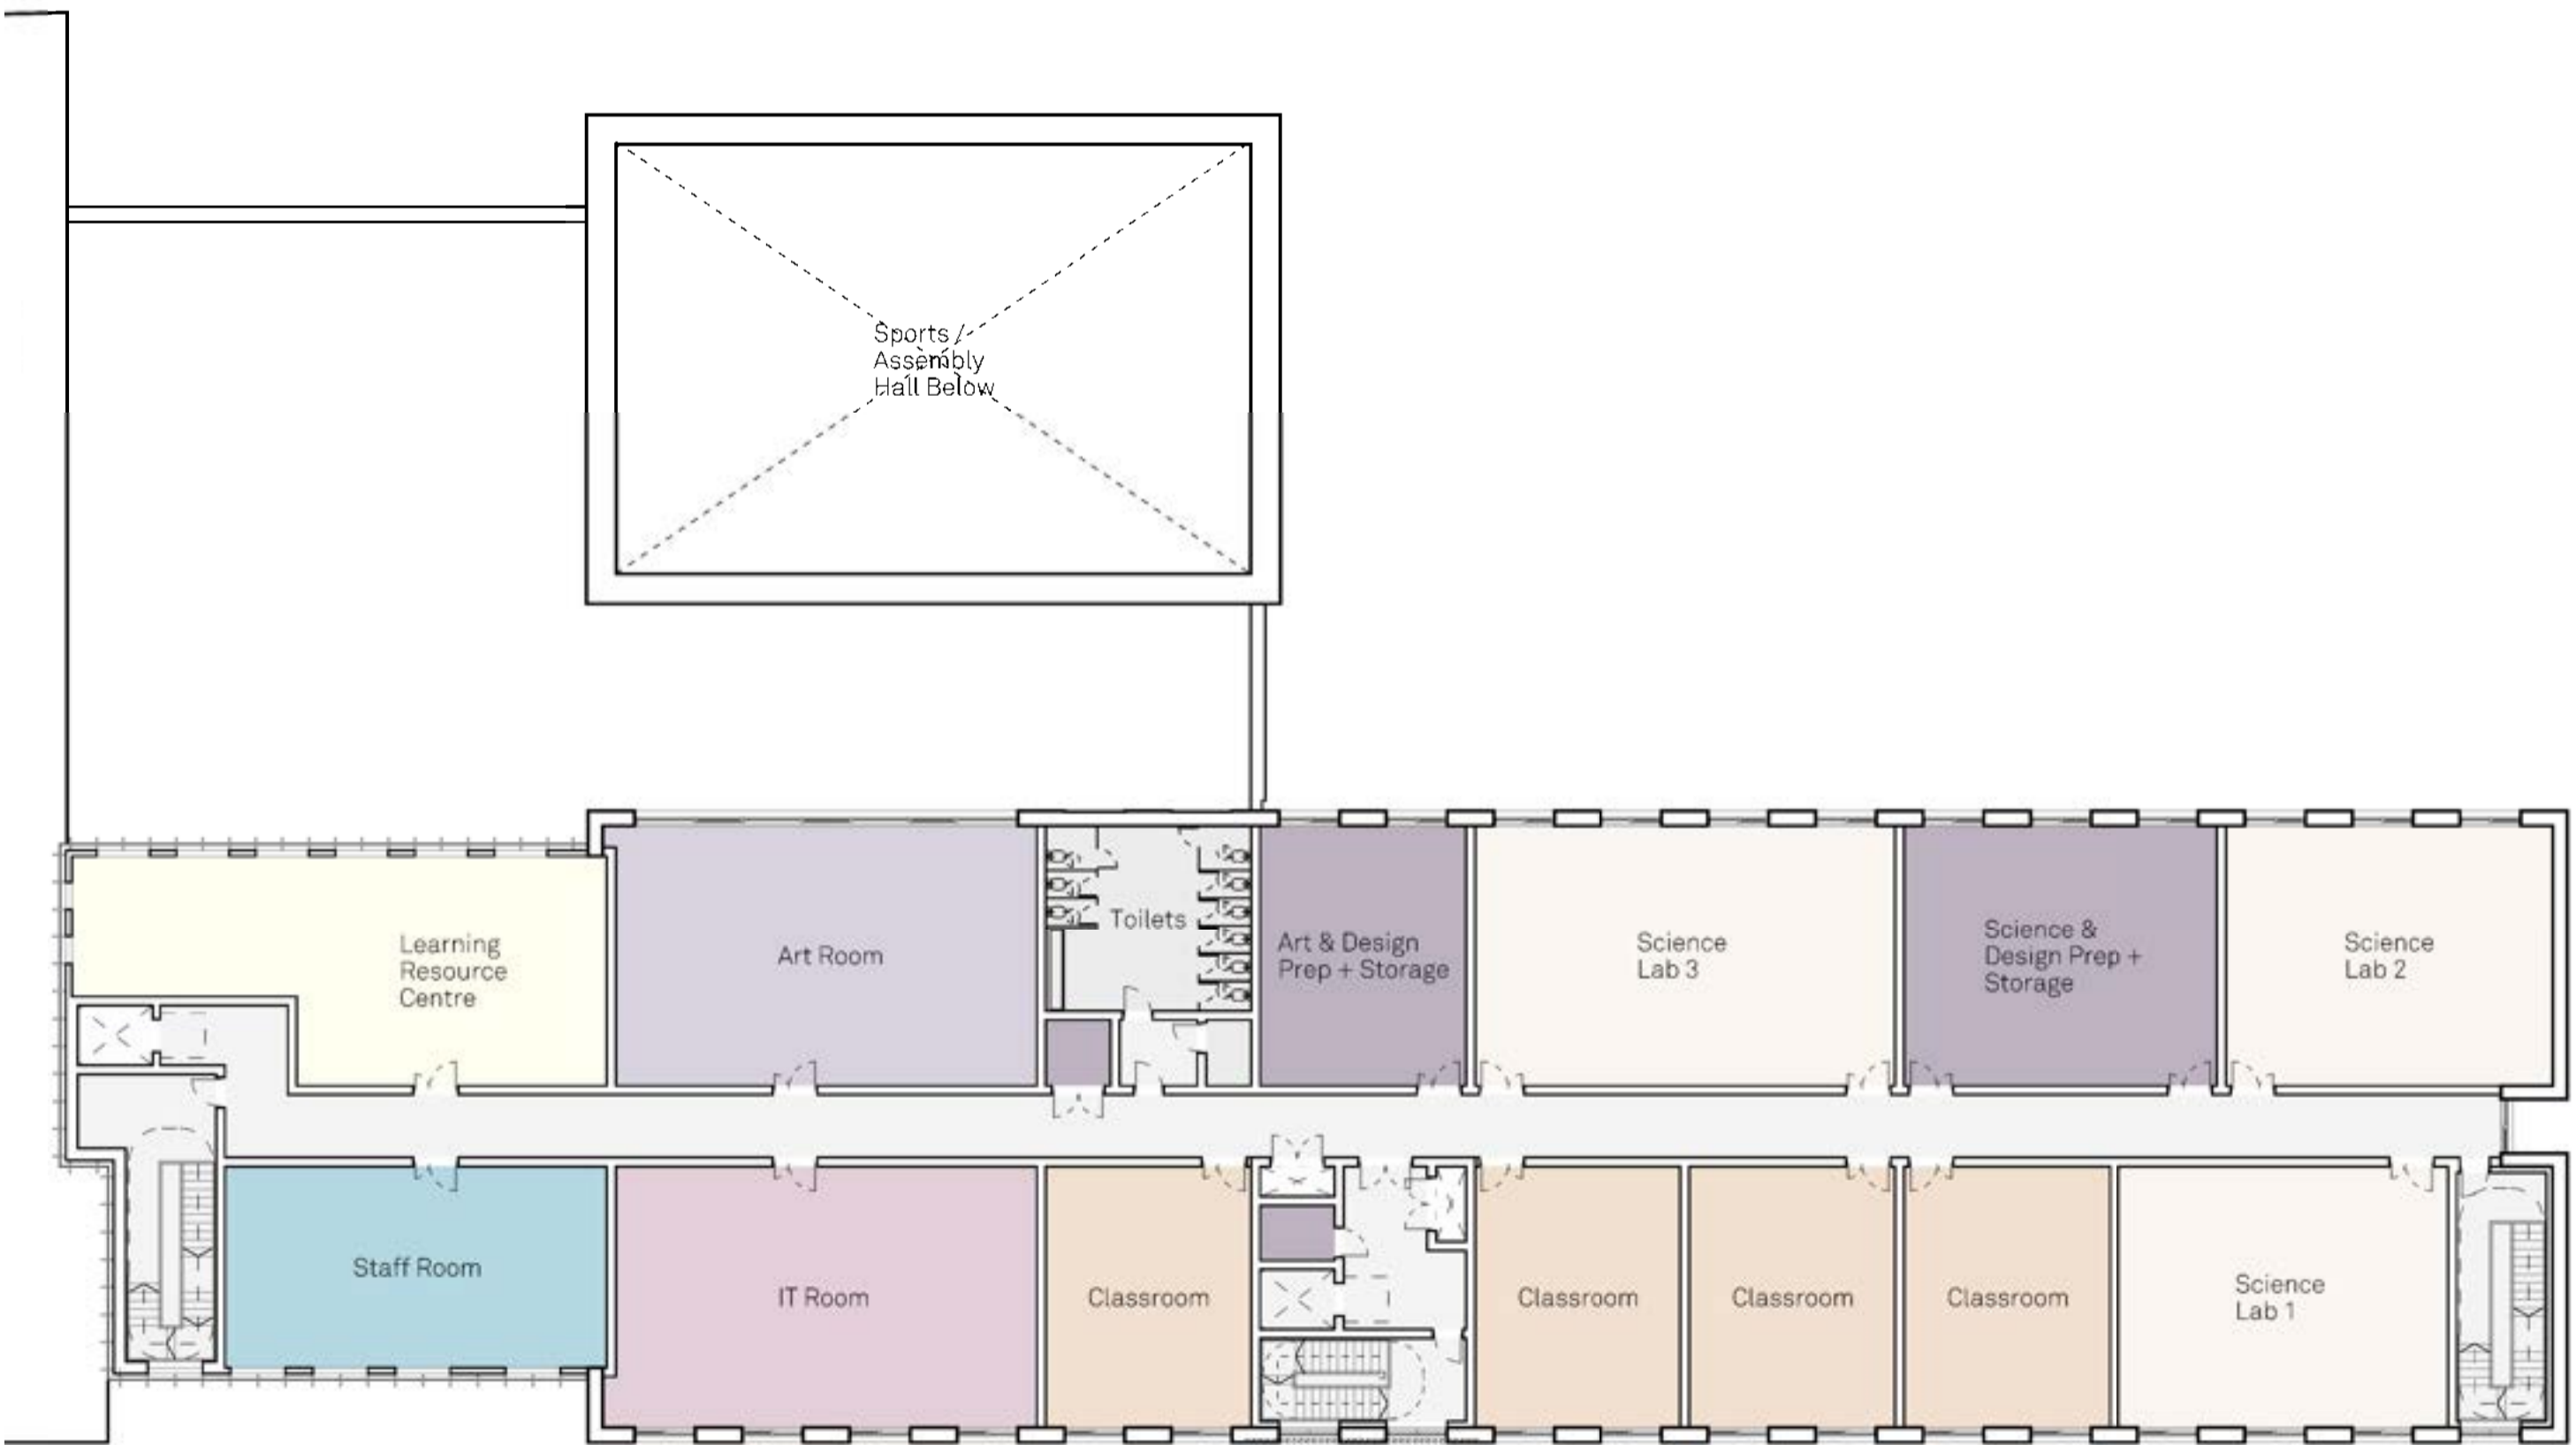 Sports /
Assembly
Hall Below
Learning
Resource
Centre
Art Room
Toilets
Art & Design
Prep + Storage
Science
Lab 3
Science &
Design Prep +
Storage
Science
Lab 2
Staff Room
IT Room
Classroom
Classroom
Classroom
Classroom
Science
Lab 1